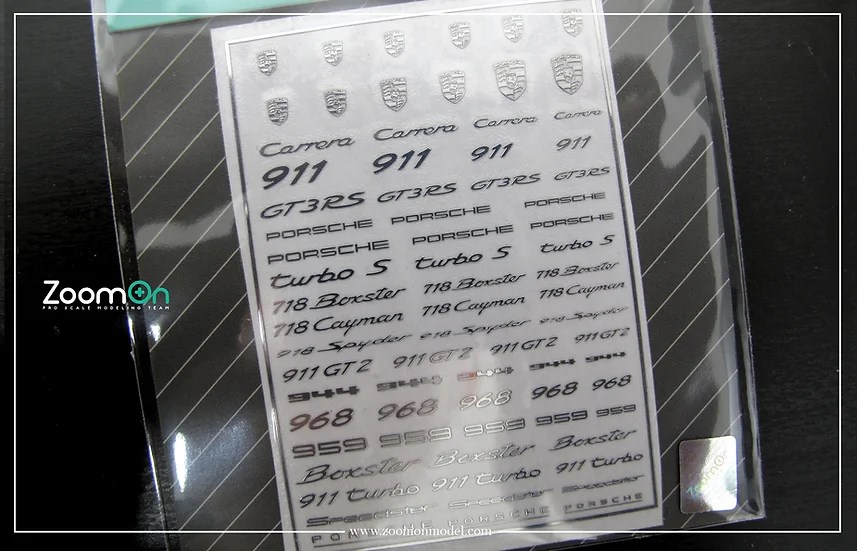 Carrera Carrera Carrera Carrera
911 911 911 911
GT3RS GT3RS GT3RS GT3RS
PORSCHE PORSCHE PORSCHE
PORSCHE PORSCHE PORSCHE
turbo S turbo S turbo S
718 Boxster 718 Boxster 718 Boxster
718 Cayman 718 Cayman 718 Cayman
918 Spyder 918 Spyder 918 Spyder
911 GT2 911 GT2 911 GT2 911 GT2
944 944 944 944 944
968 968 968 968 968
959 959 959 959 959
Boxster Boxster Boxster
911 turbo 911 turbo 911 turbo
Speedster Speedster Speedster
PORSCHE PORSCHE
ZoomOn
PRO SCALE MODELING TEAM
ZoomOn
www.zoomonmodel.com